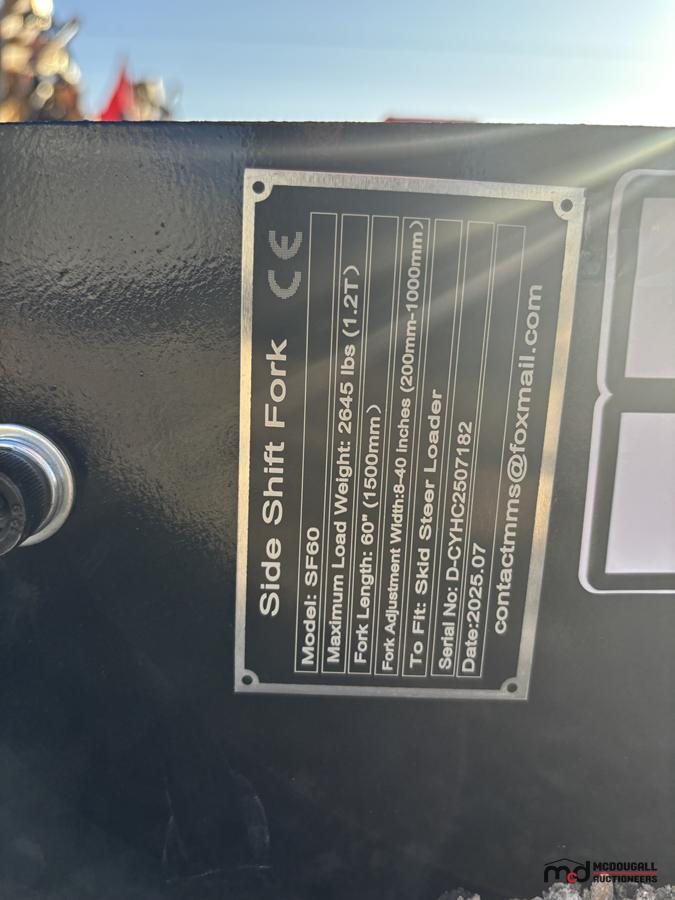 Side Shift Fork CE
Model: SF60
Maximum Load Weight: 2645 lbs (1.2T)
Fork Length: 60" (1500mm)
Fork Adjustment Width:8-40 inches (200mm-1000mm)
To Fit: Skid Steer Loader
Serial No: D-CYHC2507182
Date:2025.07
contactmms@foxmail.com
mcd MCDOUGALL
AUCTIONEERS